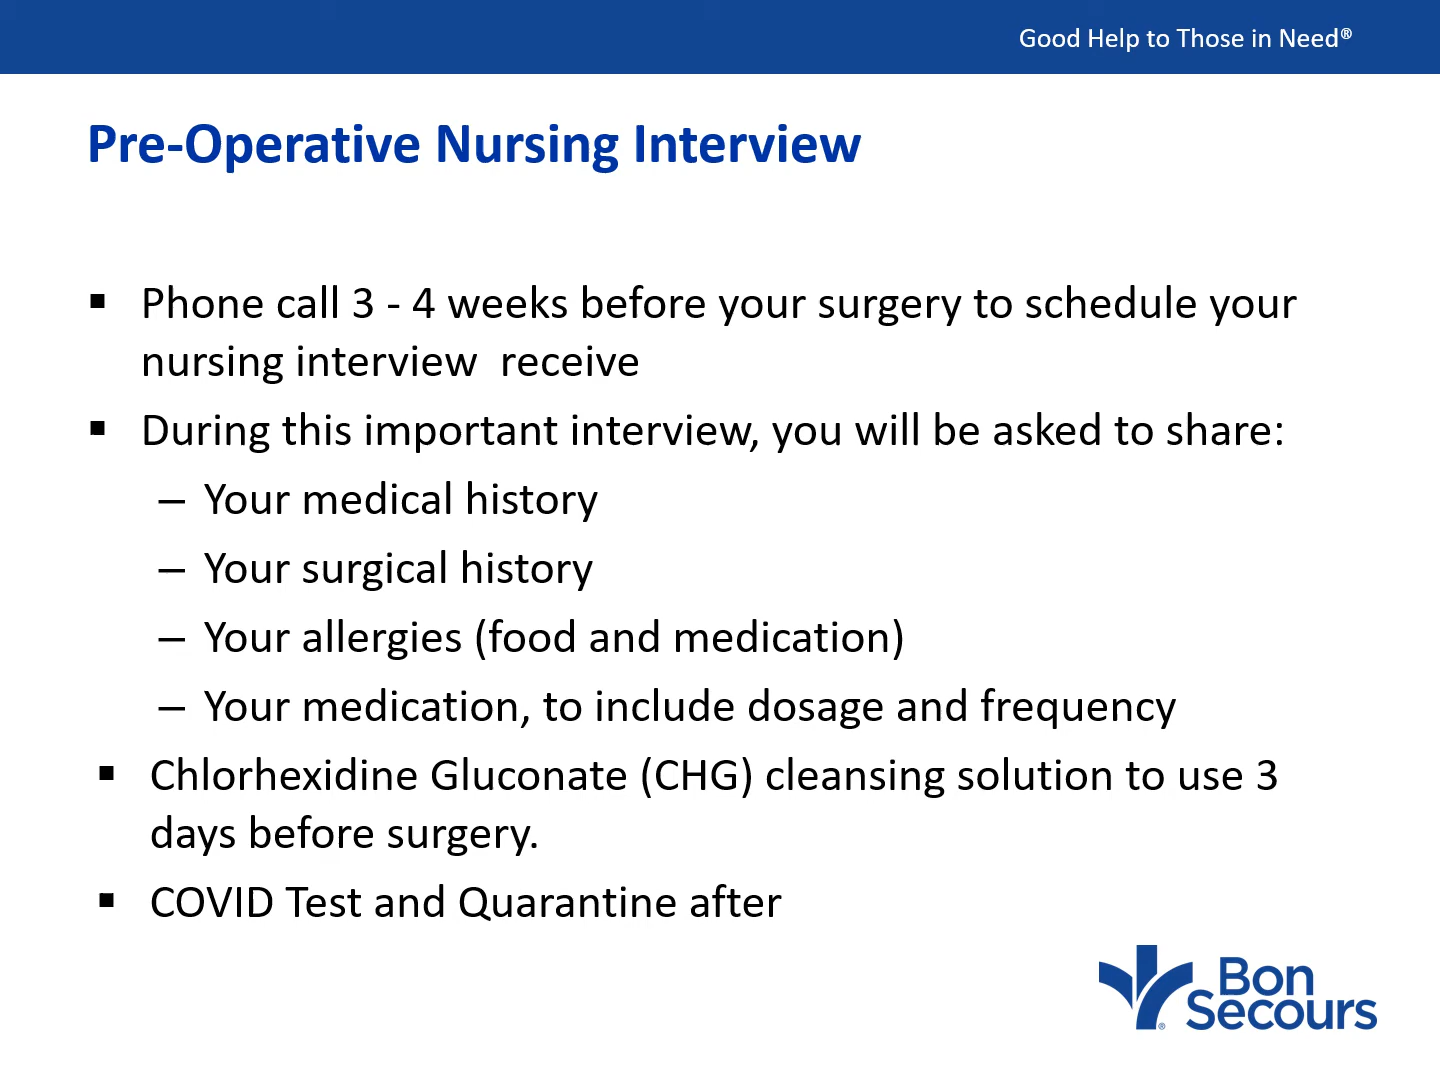 Good Help to Those in Need®
Pre-Operative Nursing Interview
▪ Phone call 3 - 4 weeks before your surgery to schedule your
nursing interview  receive
▪ During this important interview, you will be asked to share:
– Your medical history
– Your surgical history
– Your allergies (food and medication)
– Your medication, to include dosage and frequency
▪ Chlorhexidine Gluconate (CHG) cleansing solution to use 3
days before surgery.
▪ COVID Test and Quarantine after
Bon
Secours
®